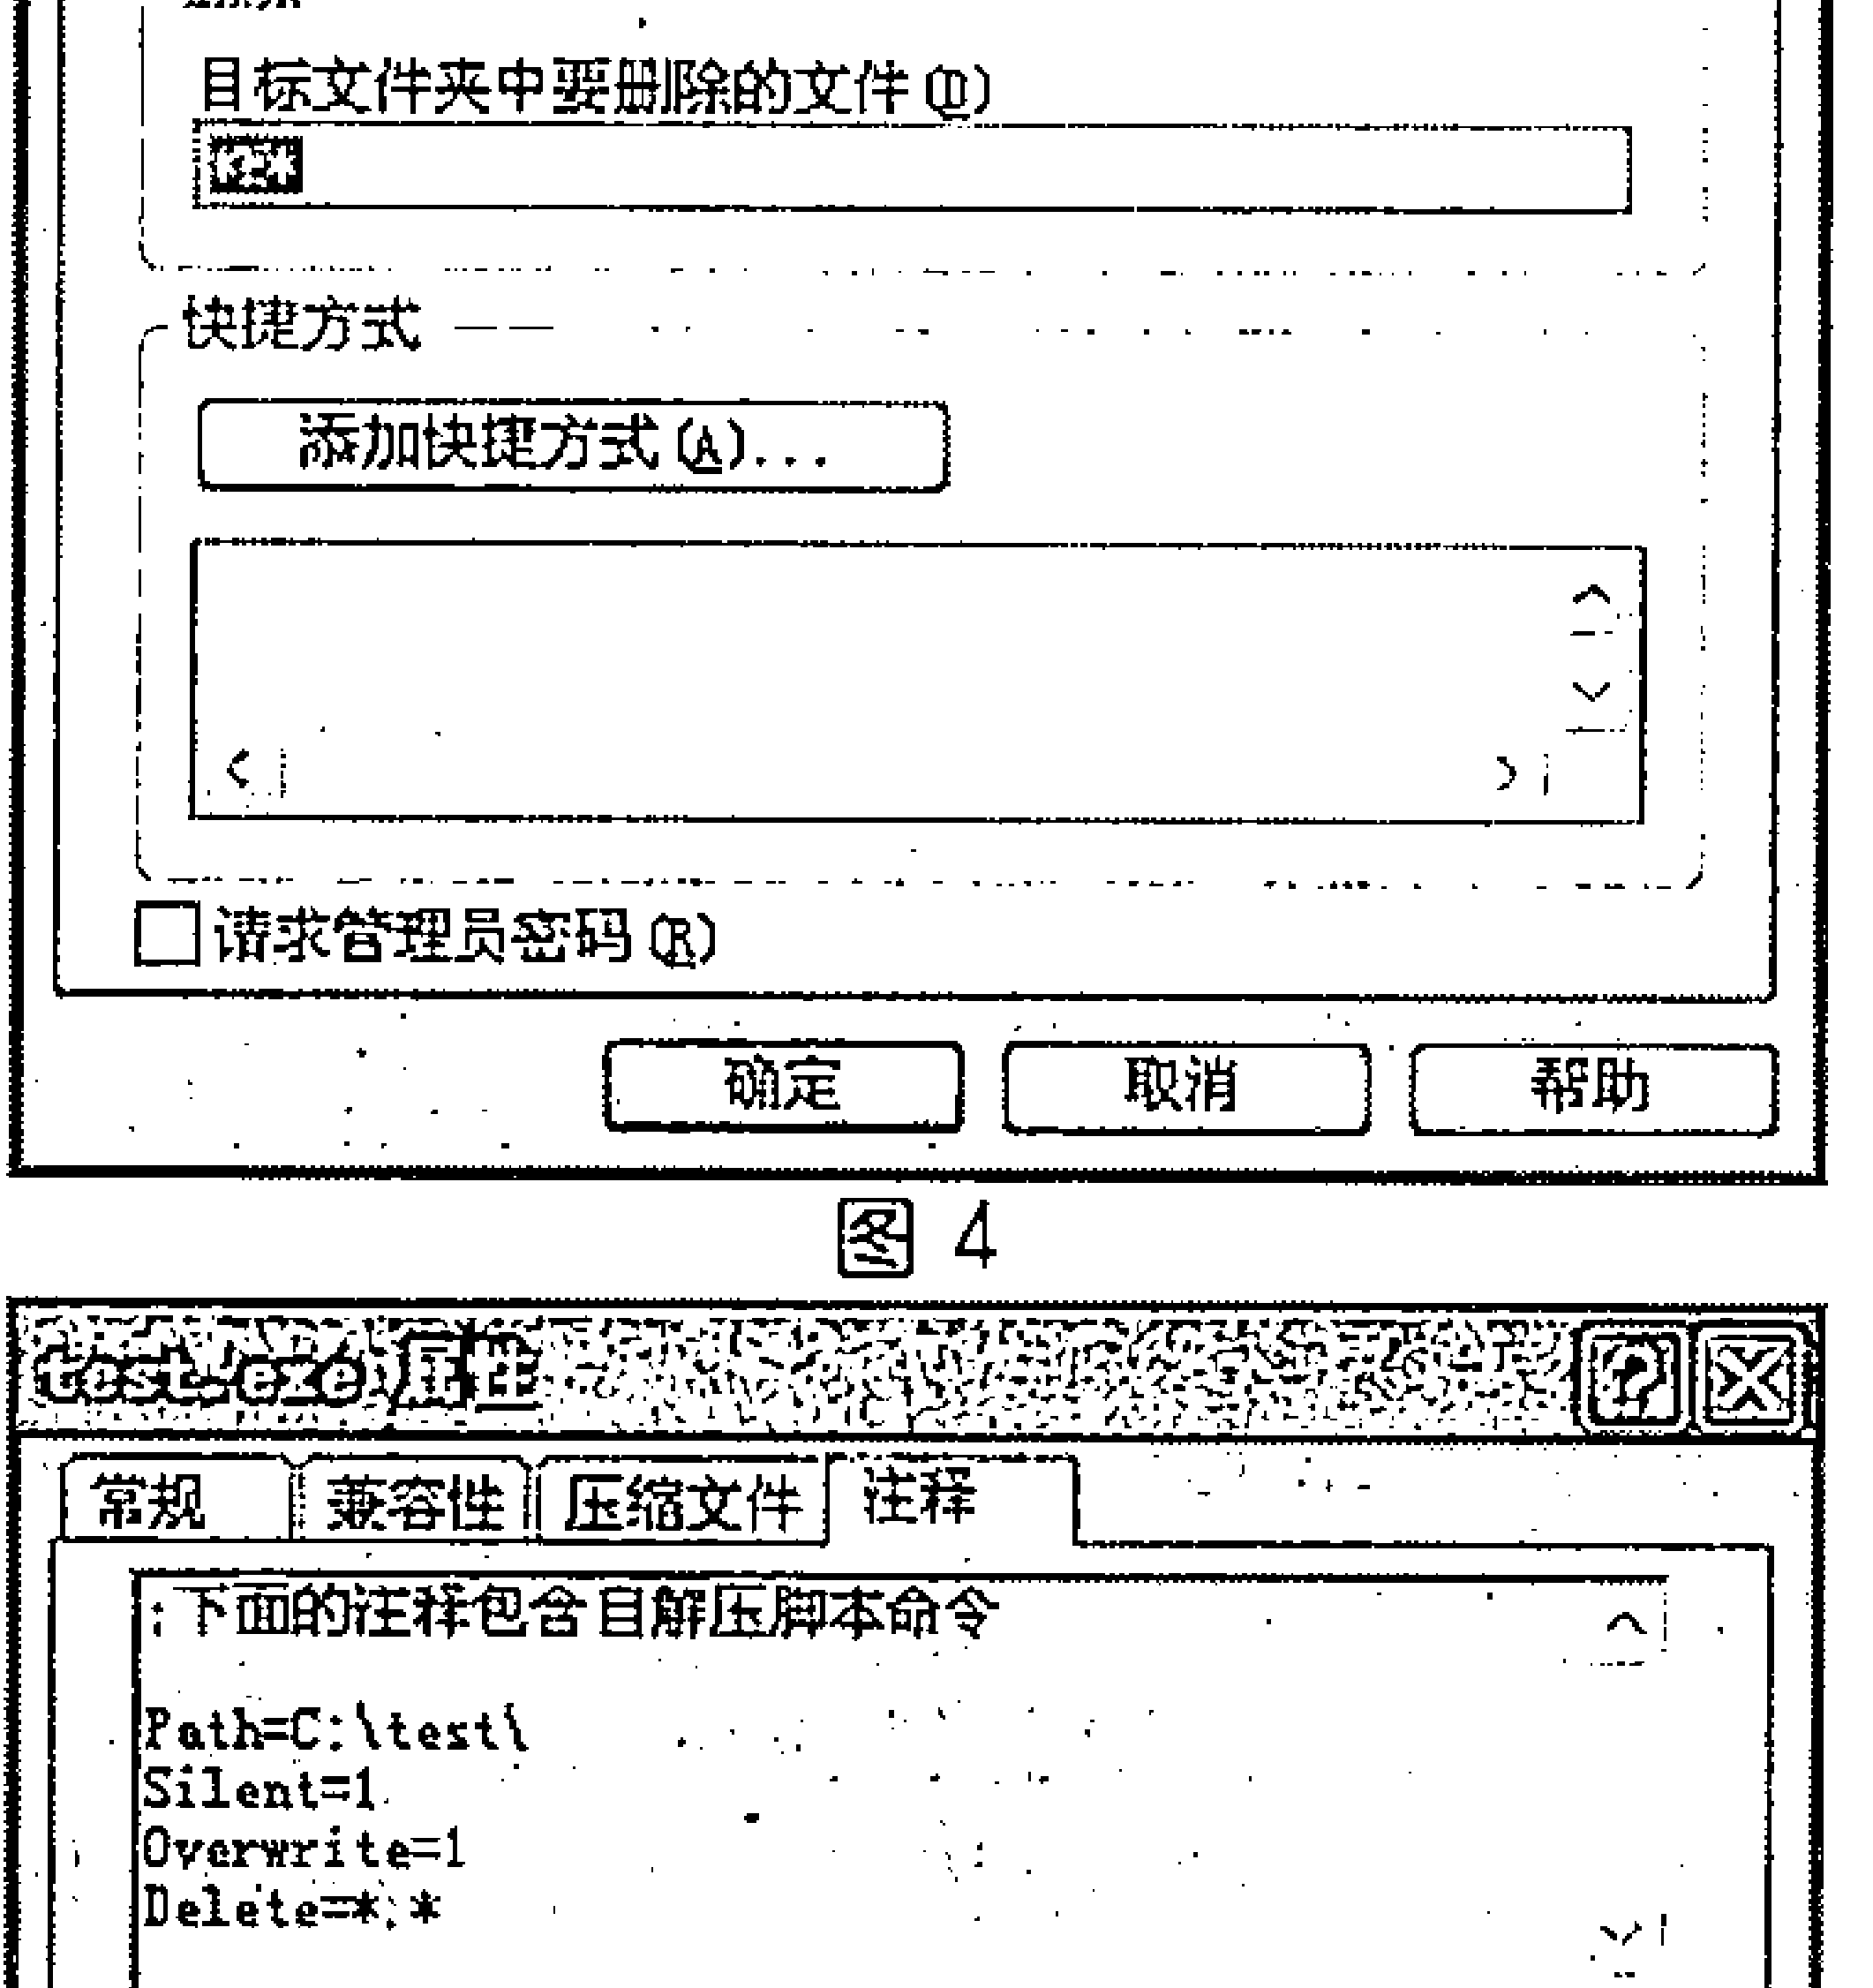 目标文件夹中要删除的文件(D)
*.*
快捷方式
添加快捷方式(A)...
请求管理员密码(R)
确定 取消 帮助
图 4
test.exe 属性
常规 兼容性 压缩文件 注释
;下面的注释包含自解压脚本命令
Path=C:\test\
Silent=1
Overwrite=1
Delete=*.*